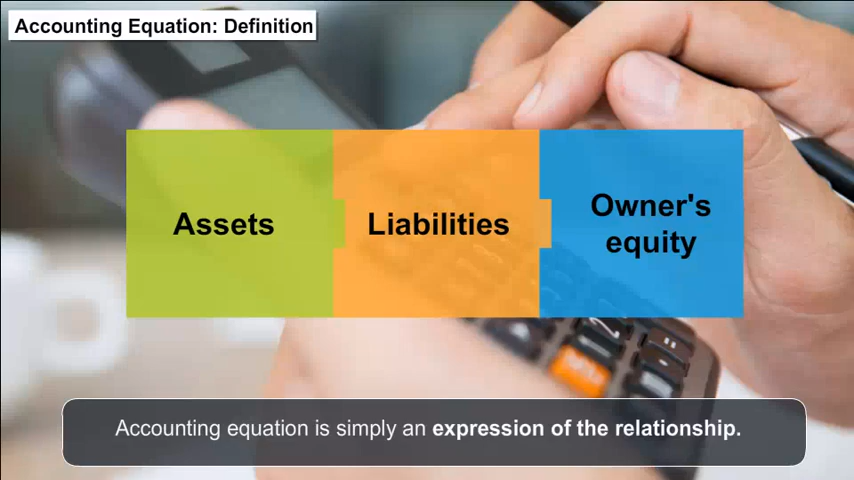 Accounting Equation: Definition
Assets
Liabilities
Owner's
equity
Accounting equation is simply an expression of the relationship.